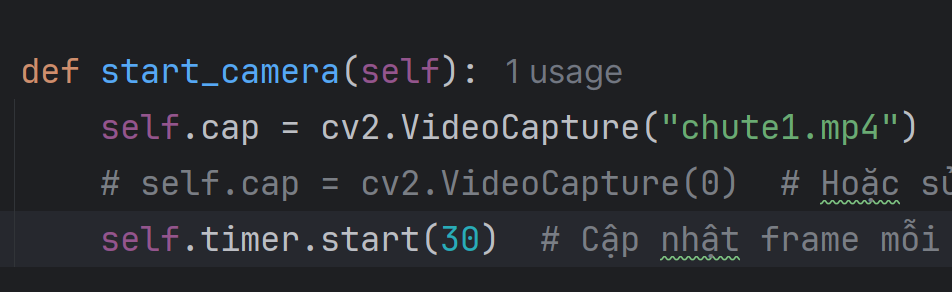 def start_camera(self): 1 usage
self.cap = cv2.VideoCapture("chute1.mp4")
# self.cap = cv2.VideoCapture(0) # Hoặc
self.timer.start(30) # Cập nhật frame mỗi